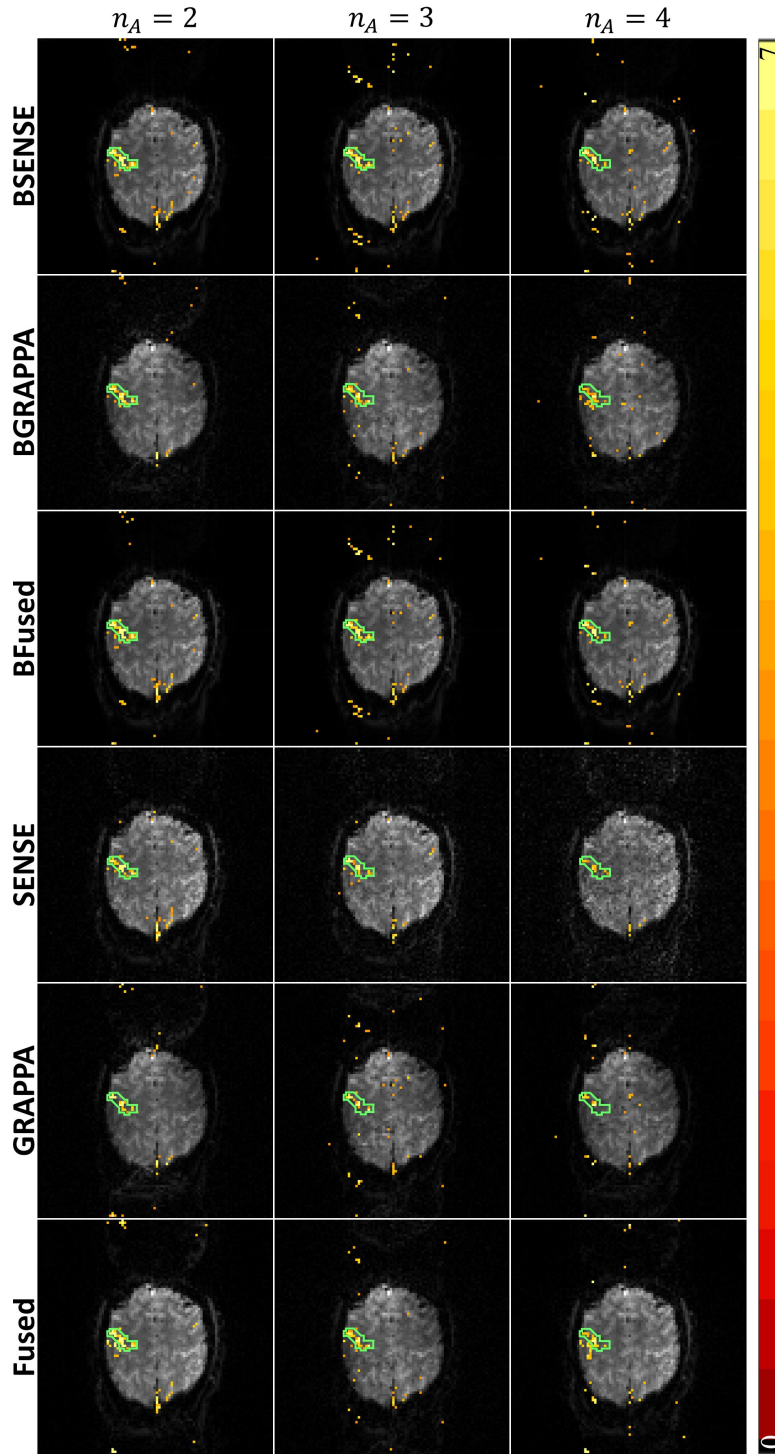 n_A = 2
n_A = 3
n_A = 4
7
BSENSE
BGRAPPA
BFused
SENSE
GRAPPA
Fused
0